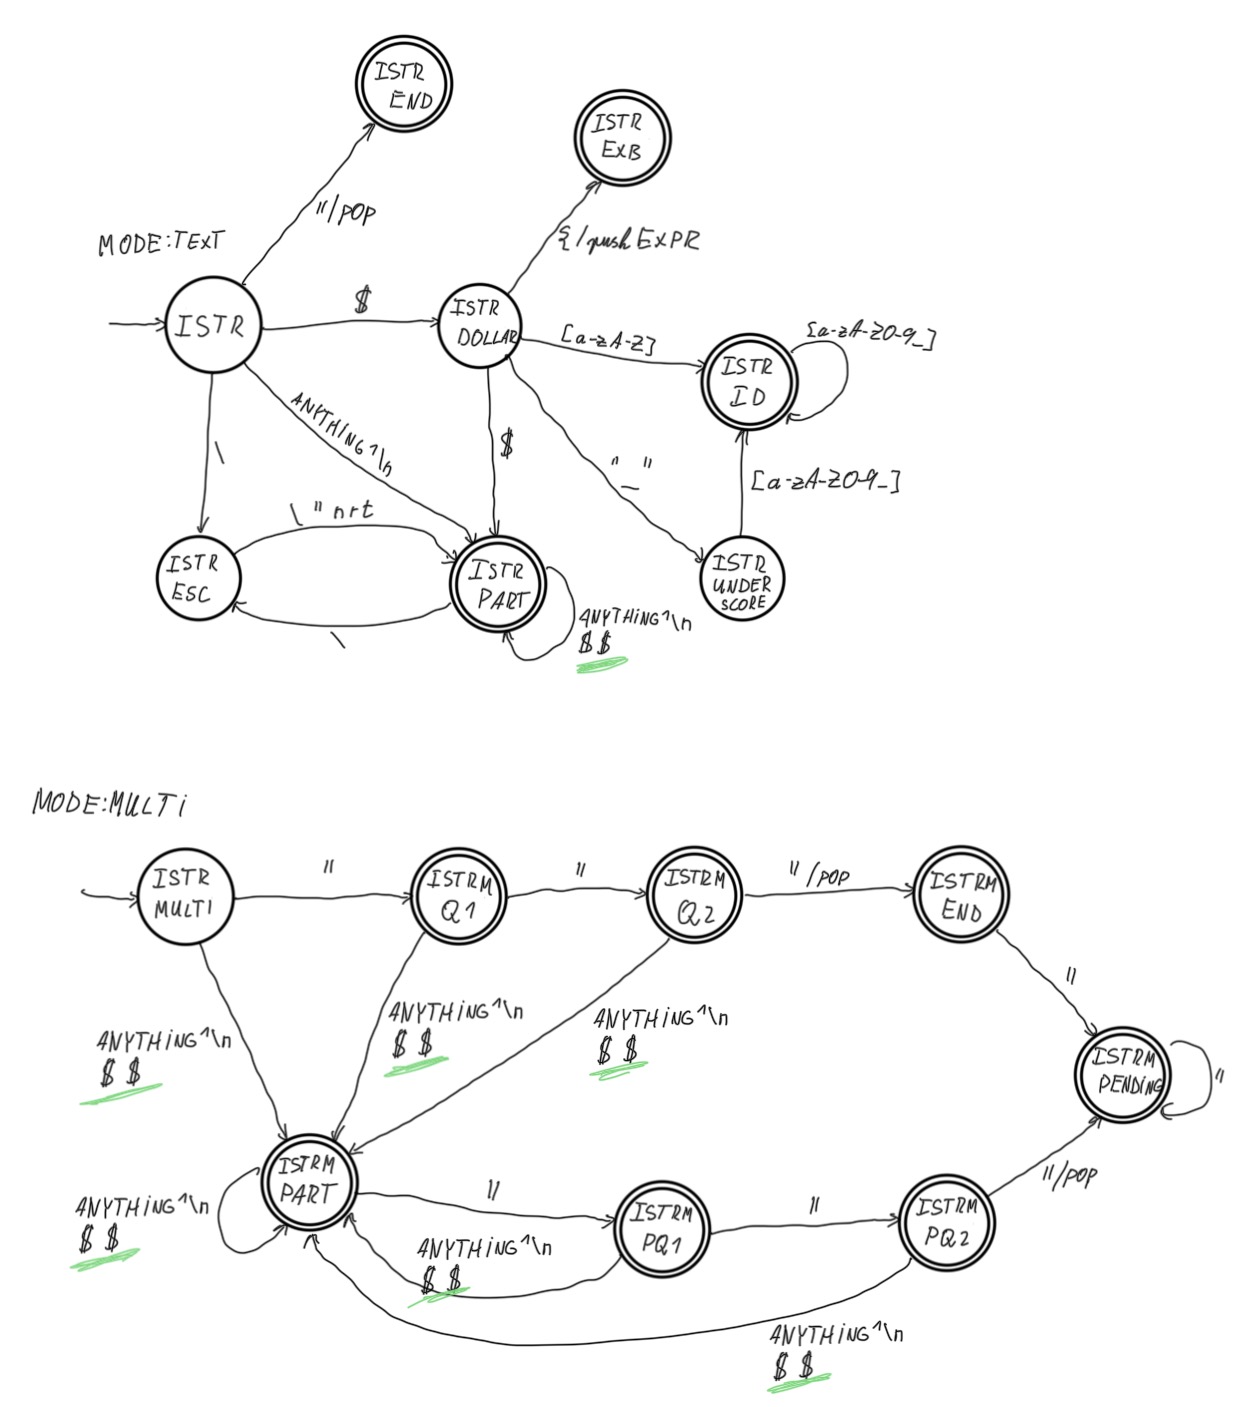 ISTR
END
ISTR
EXB
"/POP
MODE:TEXT
{/push EXPR
ISTR
$
ISTR
DOLLAR
[a-zA-Z]
[a-zA-Z0-9_]
ISTR
ID
ANYTHING^\n
\
$
" _ "
[a-zA-Z0-9_]
\ " nrt
ISTR
ESC
ISTR
PART
ISTR
UNDER
SCORE
\
ANYTHING^\n
$ $
MODE:MULTi
ISTR
MULTI
"
ISTRM
Q1
"
ISTRM
Q2
"/POP
ISTRM
END
"
ANYTHING^\n
$ $
ANYTHING^\n
$ $
ANYTHING^\n
$ $
ISTRM
PENDING
"
ISTRM
PART
ANYTHING^\n
$ $
"
ISTRM
PQ1
"
ISTRM
PQ2
"/POP
ANYTHING^\n
$ $
ANYTHING^\n
$ $